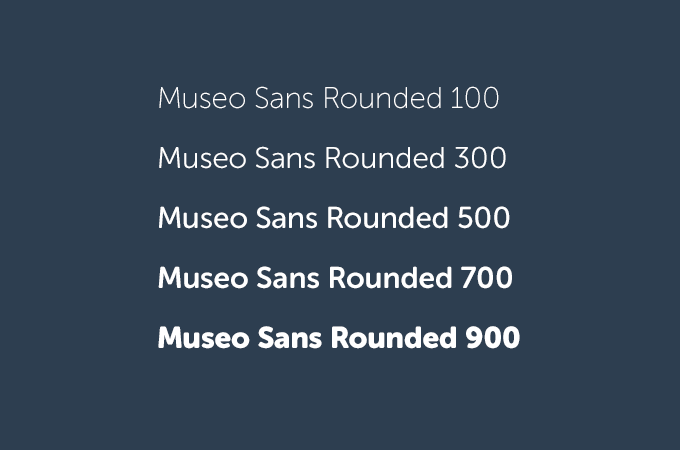 Museo Sans Rounded 100
Museo Sans Rounded 300
Museo Sans Rounded 500
Museo Sans Rounded 700
Museo Sans Rounded 900